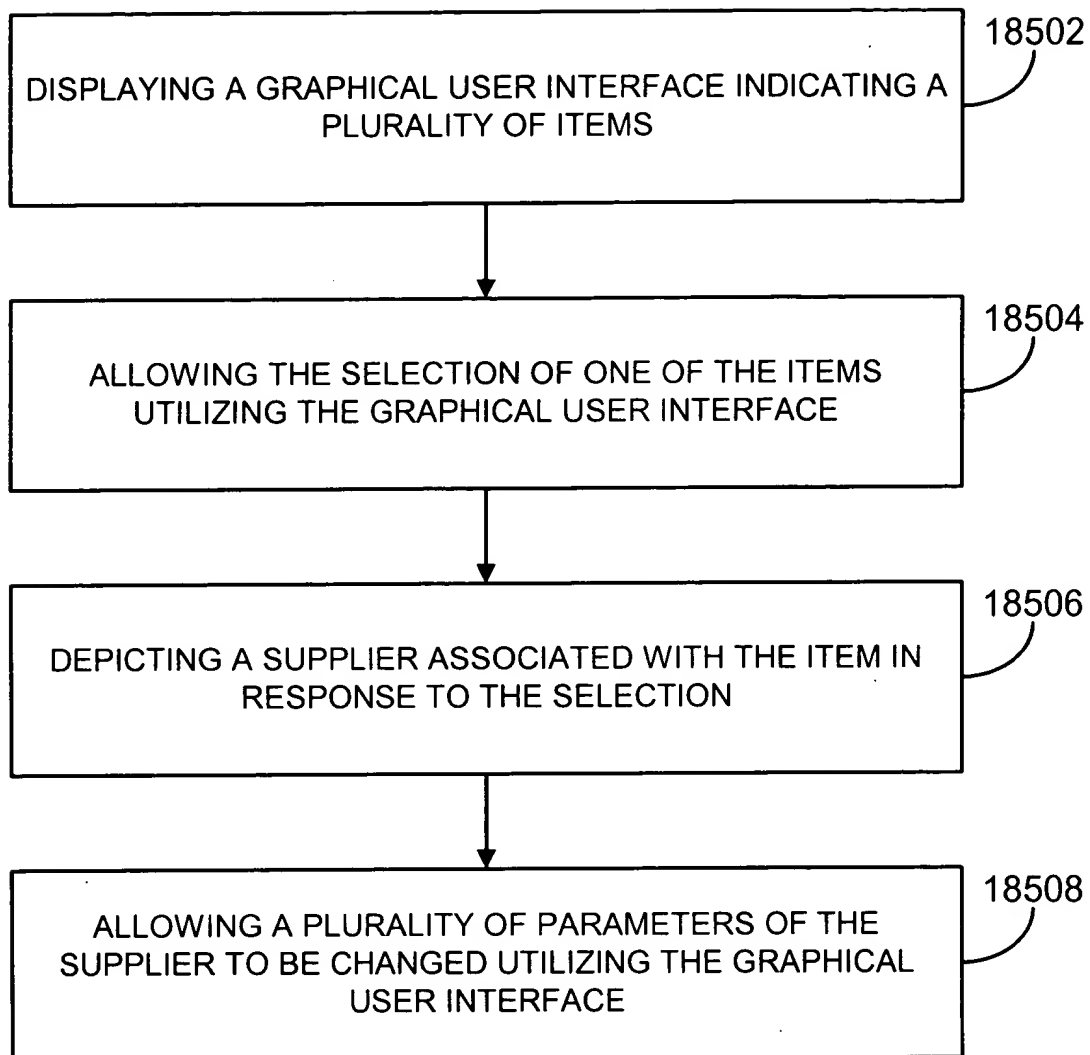 18502
DISPLAYING A GRAPHICAL USER INTERFACE INDICATING A
PLURALITY OF ITEMS
18504
ALLOWING THE SELECTION OF ONE OF THE ITEMS
UTILIZING THE GRAPHICAL USER INTERFACE
18506
DEPICTING A SUPPLIER ASSOCIATED WITH THE ITEM IN
RESPONSE TO THE SELECTION
18508
ALLOWING A PLURALITY OF PARAMETERS OF THE
SUPPLIER TO BE CHANGED UTILIZING THE GRAPHICAL
USER INTERFACE